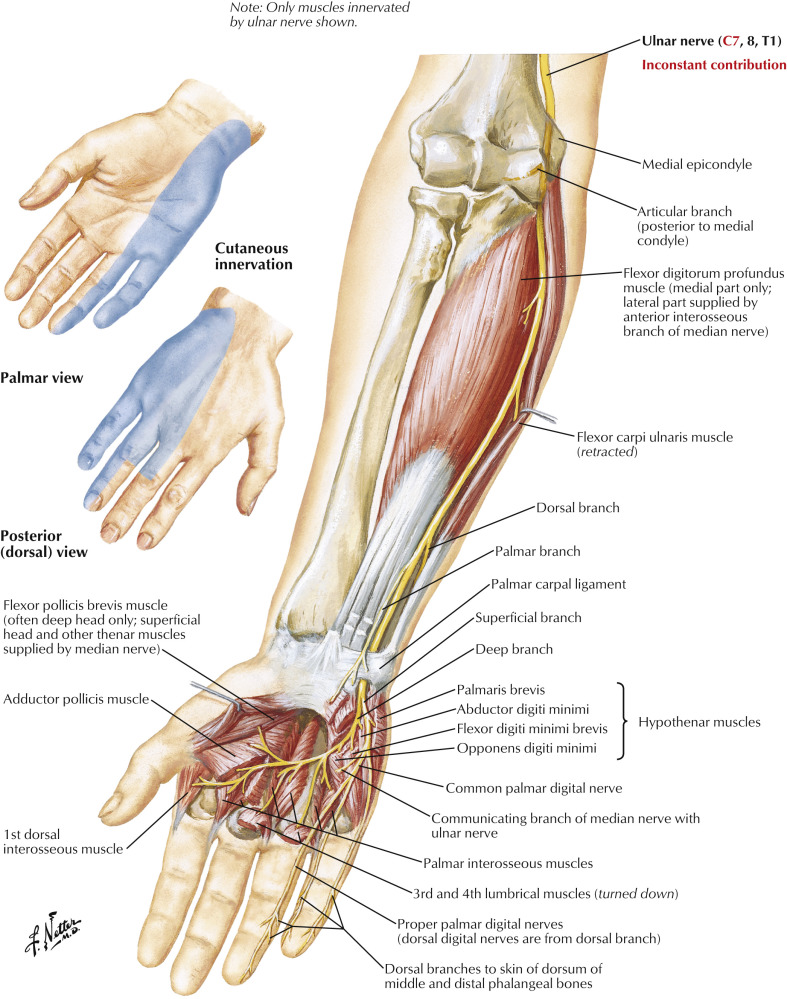 Note: Only muscles innervated
by ulnar nerve shown.
Ulnar nerve (C7, 8, T1)
Inconstant contribution
Medial epicondyle
Articular branch
(posterior to medial
condyle)
Cutaneous
innervation
Flexor digitorum profundus
muscle (medial part only;
lateral part supplied by
anterior interosseous
branch of median nerve)
Palmar view
Flexor carpi ulnaris muscle
(retracted)
Posterior
(dorsal) view
Dorsal branch
Palmar branch
Palmar carpal ligament
Flexor pollicis brevis muscle
(often deep head only; superficial
head and other thenar muscles
supplied by median nerve)
Superficial branch
Deep branch
Adductor pollicis muscle
Palmaris brevis
Abductor digiti minimi
Flexor digiti minimi brevis
Opponens digiti minimi
Hypothenar muscles
Common palmar digital nerve
Communicating branch of median nerve with
ulnar nerve
1st dorsal
interosseous muscle
Palmar interosseous muscles
3rd and 4th lumbrical muscles (turned down)
Proper palmar digital nerves
(dorsal digital nerves are from dorsal branch)
Dorsal branches to skin of dorsum of
middle and distal phalangeal bones
F. Netter
M.D.